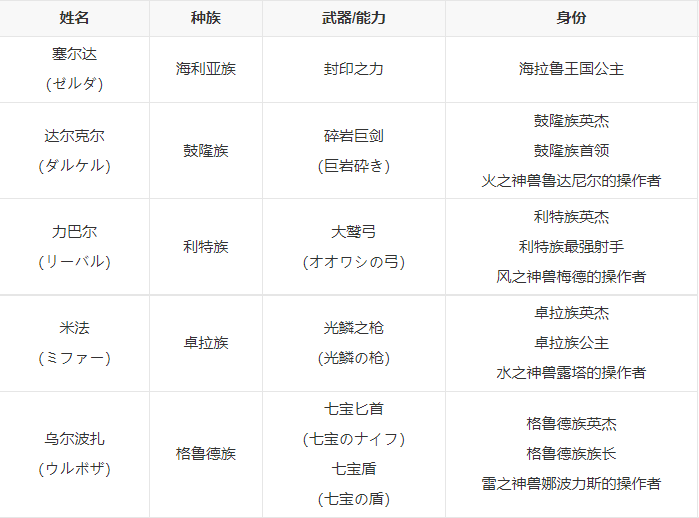 姓名 种族 武器/能力 身份
塞尔达
(ゼルダ)
海利亚族
封印之力
海拉鲁王国公主
达尔克尔
(ダルケル)
鼓隆族
碎岩巨剑
(巨岩砕き)
鼓隆族英杰
鼓隆族首领
火之神兽鲁达尼尔的操作者
力巴尔
(リーバル)
利特族
大鹫弓
(オオワシの弓)
利特族英杰
利特族最强射手
风之神兽梅德的操作者
米法
(ミファー)
卓拉族
光鳞之枪
(光鱗の枪)
卓拉族英杰
卓拉族公主
水之神兽露塔的操作者
乌尔波扎
(ウルボザ)
格鲁德族
七宝匕首
(七宝のナイフ)
七宝盾
(七宝の盾)
格鲁德族英杰
格鲁德族族长
雷之神兽娜波力斯的操作者